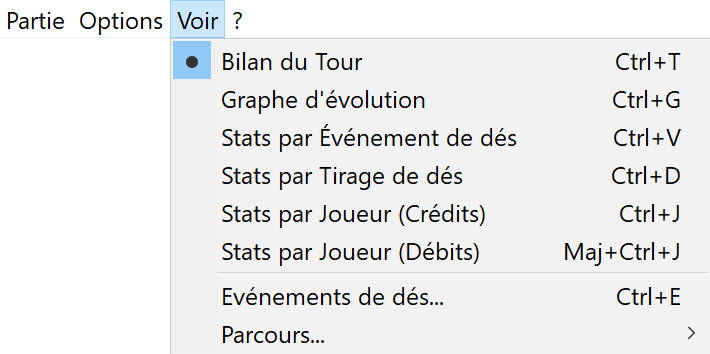 Partie Options Voir ?
Bilan du Tour Ctrl+T
Graphe d'évolution Ctrl+G
Stats par Événement de dés Ctrl+V
Stats par Tirage de dés Ctrl+D
Stats par Joueur (Crédits) Ctrl+J
Stats par Joueur (Débits) Maj+Ctrl+J
Evénements de dés... Ctrl+E
Parcours...